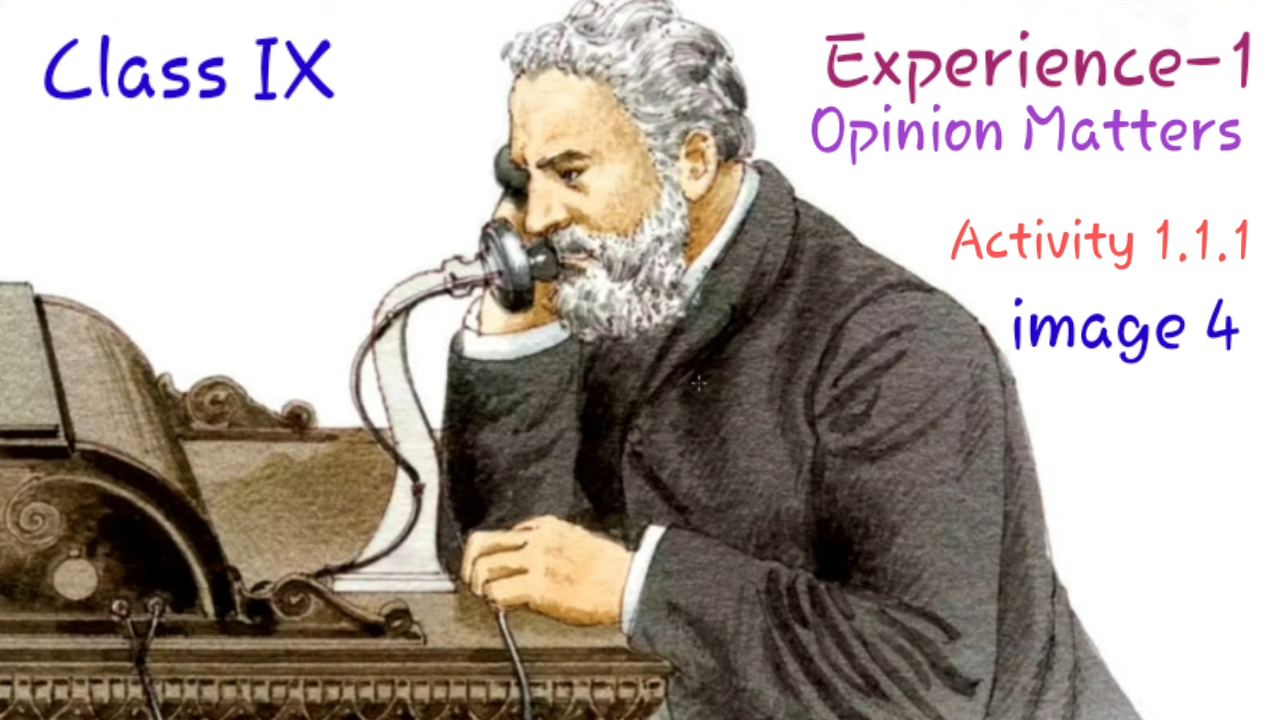 Class IX
Experience-1
Opinion Matters
Activity 1.1.1
image 4